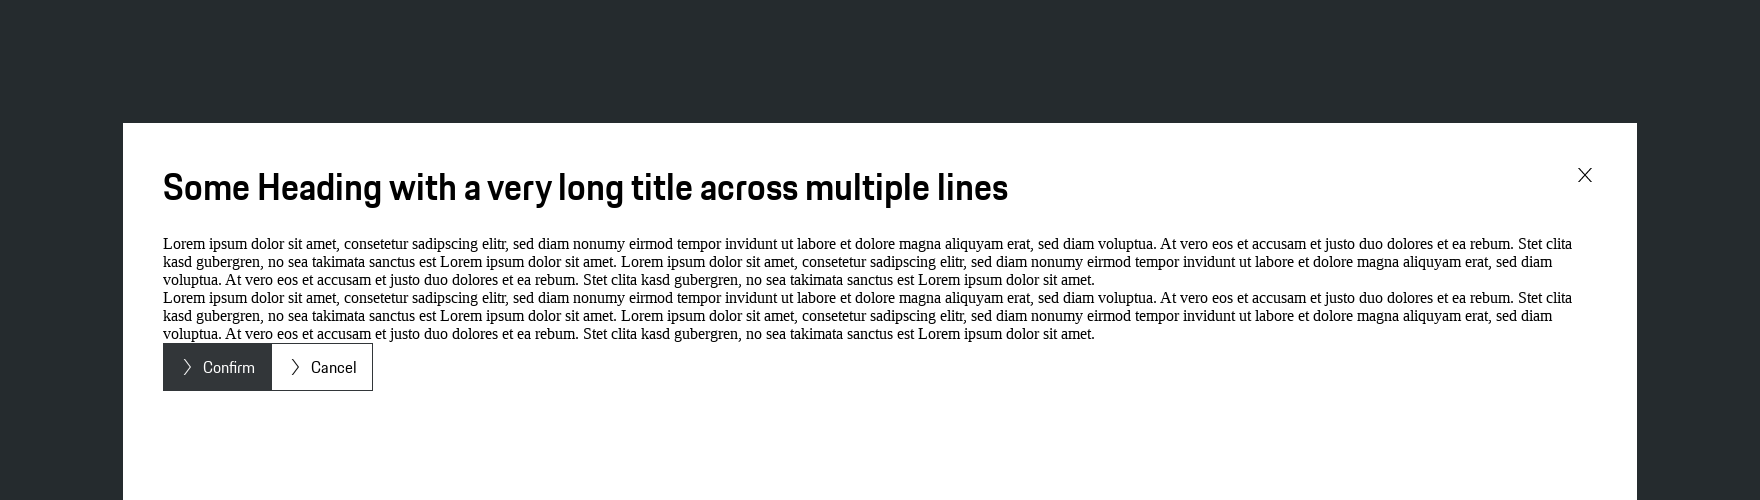 Some Heading with a very long title across multiple lines
Lorem ipsum dolor sit amet, consetetur sadipscing elitr, sed diam nonumy eirmod tempor invidunt ut labore et dolore magna aliquyam erat, sed diam voluptua. At vero eos et accusam et justo duo dolores et ea rebum. Stet clita
kasd gubergren, no sea takimata sanctus est Lorem ipsum dolor sit amet. Lorem ipsum dolor sit amet, consetetur sadipscing elitr, sed diam nonumy eirmod tempor invidunt ut labore et dolore magna aliquyam erat, sed diam
voluptua. At vero eos et accusam et justo duo dolores et ea rebum. Stet clita kasd gubergren, no sea takimata sanctus est Lorem ipsum dolor sit amet.
Lorem ipsum dolor sit amet, consetetur sadipscing elitr, sed diam nonumy eirmod tempor invidunt ut labore et dolore magna aliquyam erat, sed diam voluptua. At vero eos et accusam et justo duo dolores et ea rebum. Stet clita
kasd gubergren, no sea takimata sanctus est Lorem ipsum dolor sit amet. Lorem ipsum dolor sit amet, consetetur sadipscing elitr, sed diam nonumy eirmod tempor invidunt ut labore et dolore magna aliquyam erat, sed diam
voluptua. At vero eos et accusam et justo duo dolores et ea rebum. Stet clita kasd gubergren, no sea takimata sanctus est Lorem ipsum dolor sit amet.
Confirm Cancel